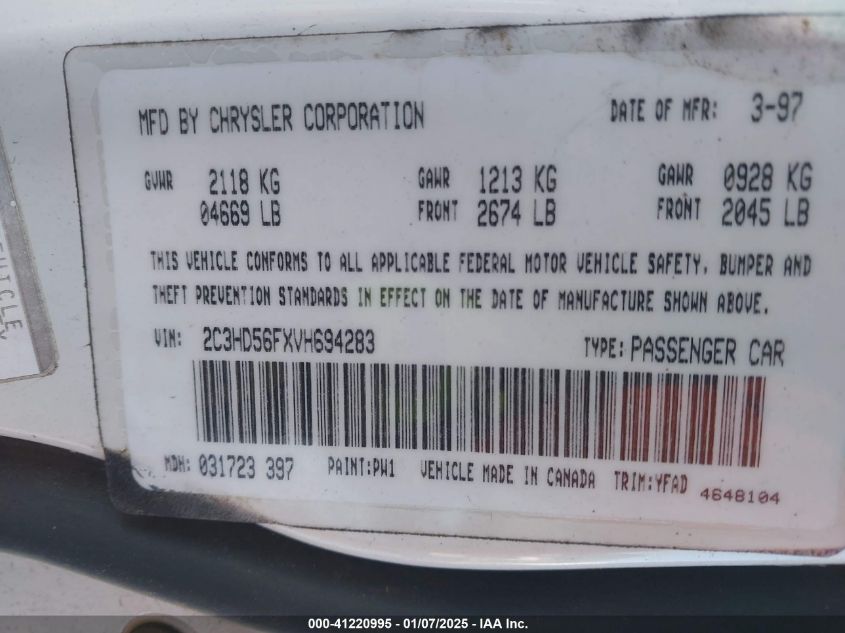 MFD BY CHRYSLER CORPORATION DATE OF MFR: 3-97
GVWR 2118 KG GAWR 1213 KG GAWR 0928 KG
04669 LB FRONT 2674 LB FRONT 2045 LB
THIS VEHICLE CONFORMS TO ALL APPLICABLE FEDERAL MOTOR VEHICLE SAFETY, BUMPER AND
THEFT PREVENTION STANDARDS IN EFFECT ON THE DATE OF MANUFACTURE SHOWN ABOVE.
VIN: 2C3HD56FXVH694283 TYPE: PASSENGER CAR
MDH: 031723 397 PAINT:PW1 VEHICLE MADE IN CANADA TRIM:YFAD 4648104
000-41220995 - 01/07/2025 - IAA Inc.